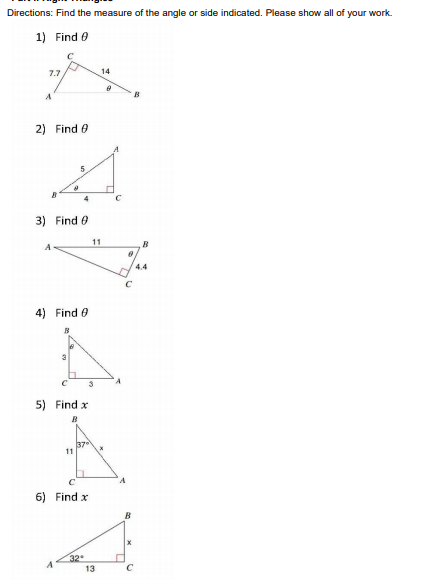 Directions: Find the measure of the angle or side indicated. Please show all of your work.
1) Find θ
C
7.7
14
θ
A
B
2) Find θ
A
5
θ
B
4
C
3) Find θ
A
11
B
θ
4.4
C
4) Find θ
B
θ
3
C
3
A
5) Find x
B
37°
x
11
C
A
6) Find x
B
x
32°
A
13
C